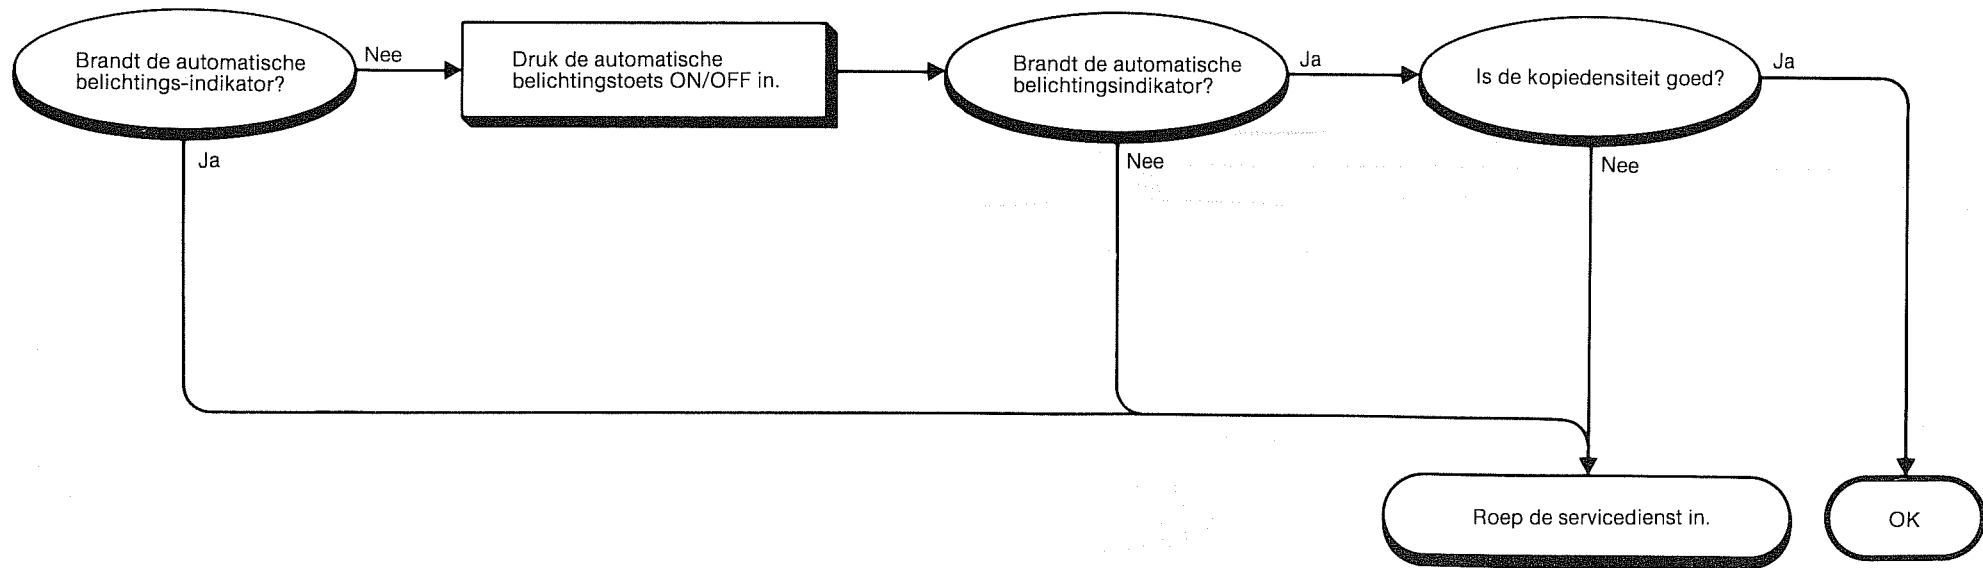 Brandt de automatische
belichtings-indikator?
Nee
Druk de automatische
belichtingstoets ON/OFF in.
Brandt de automatische
belichtingsindikator?
Ja
Is de kopiedensiteit goed?
Ja
Ja
Nee
Nee
Roep de servicedienst in.
OK